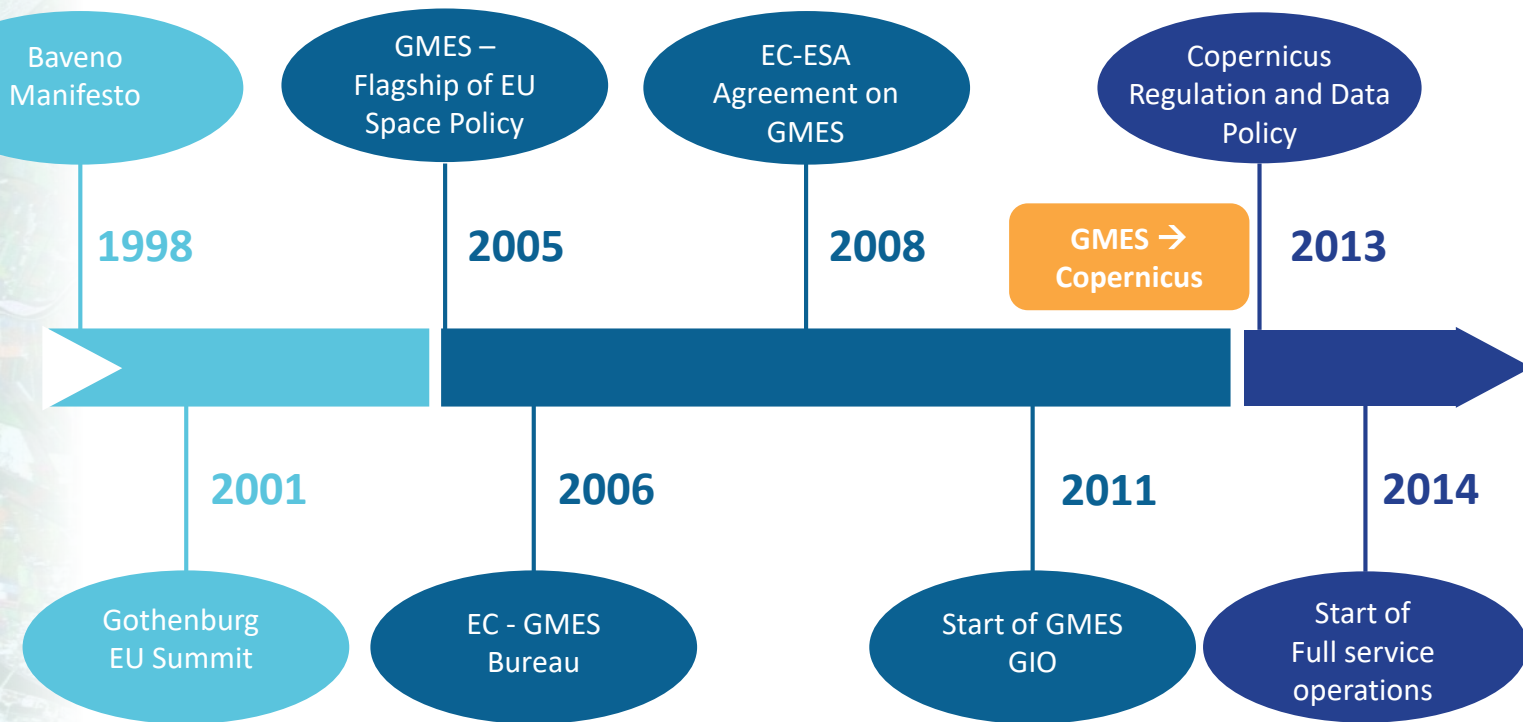 Baveno
Manifesto
GMES –
Flagship of EU
Space Policy
EC-ESA
Agreement on
GMES
Copernicus
Regulation and Data
Policy
1998
2005
2008
GMES →
Copernicus
2013
2001
2006
2011
2014
Gothenburg
EU Summit
EC - GMES
Bureau
Start of GMES
GIO
Start of
Full service
operations